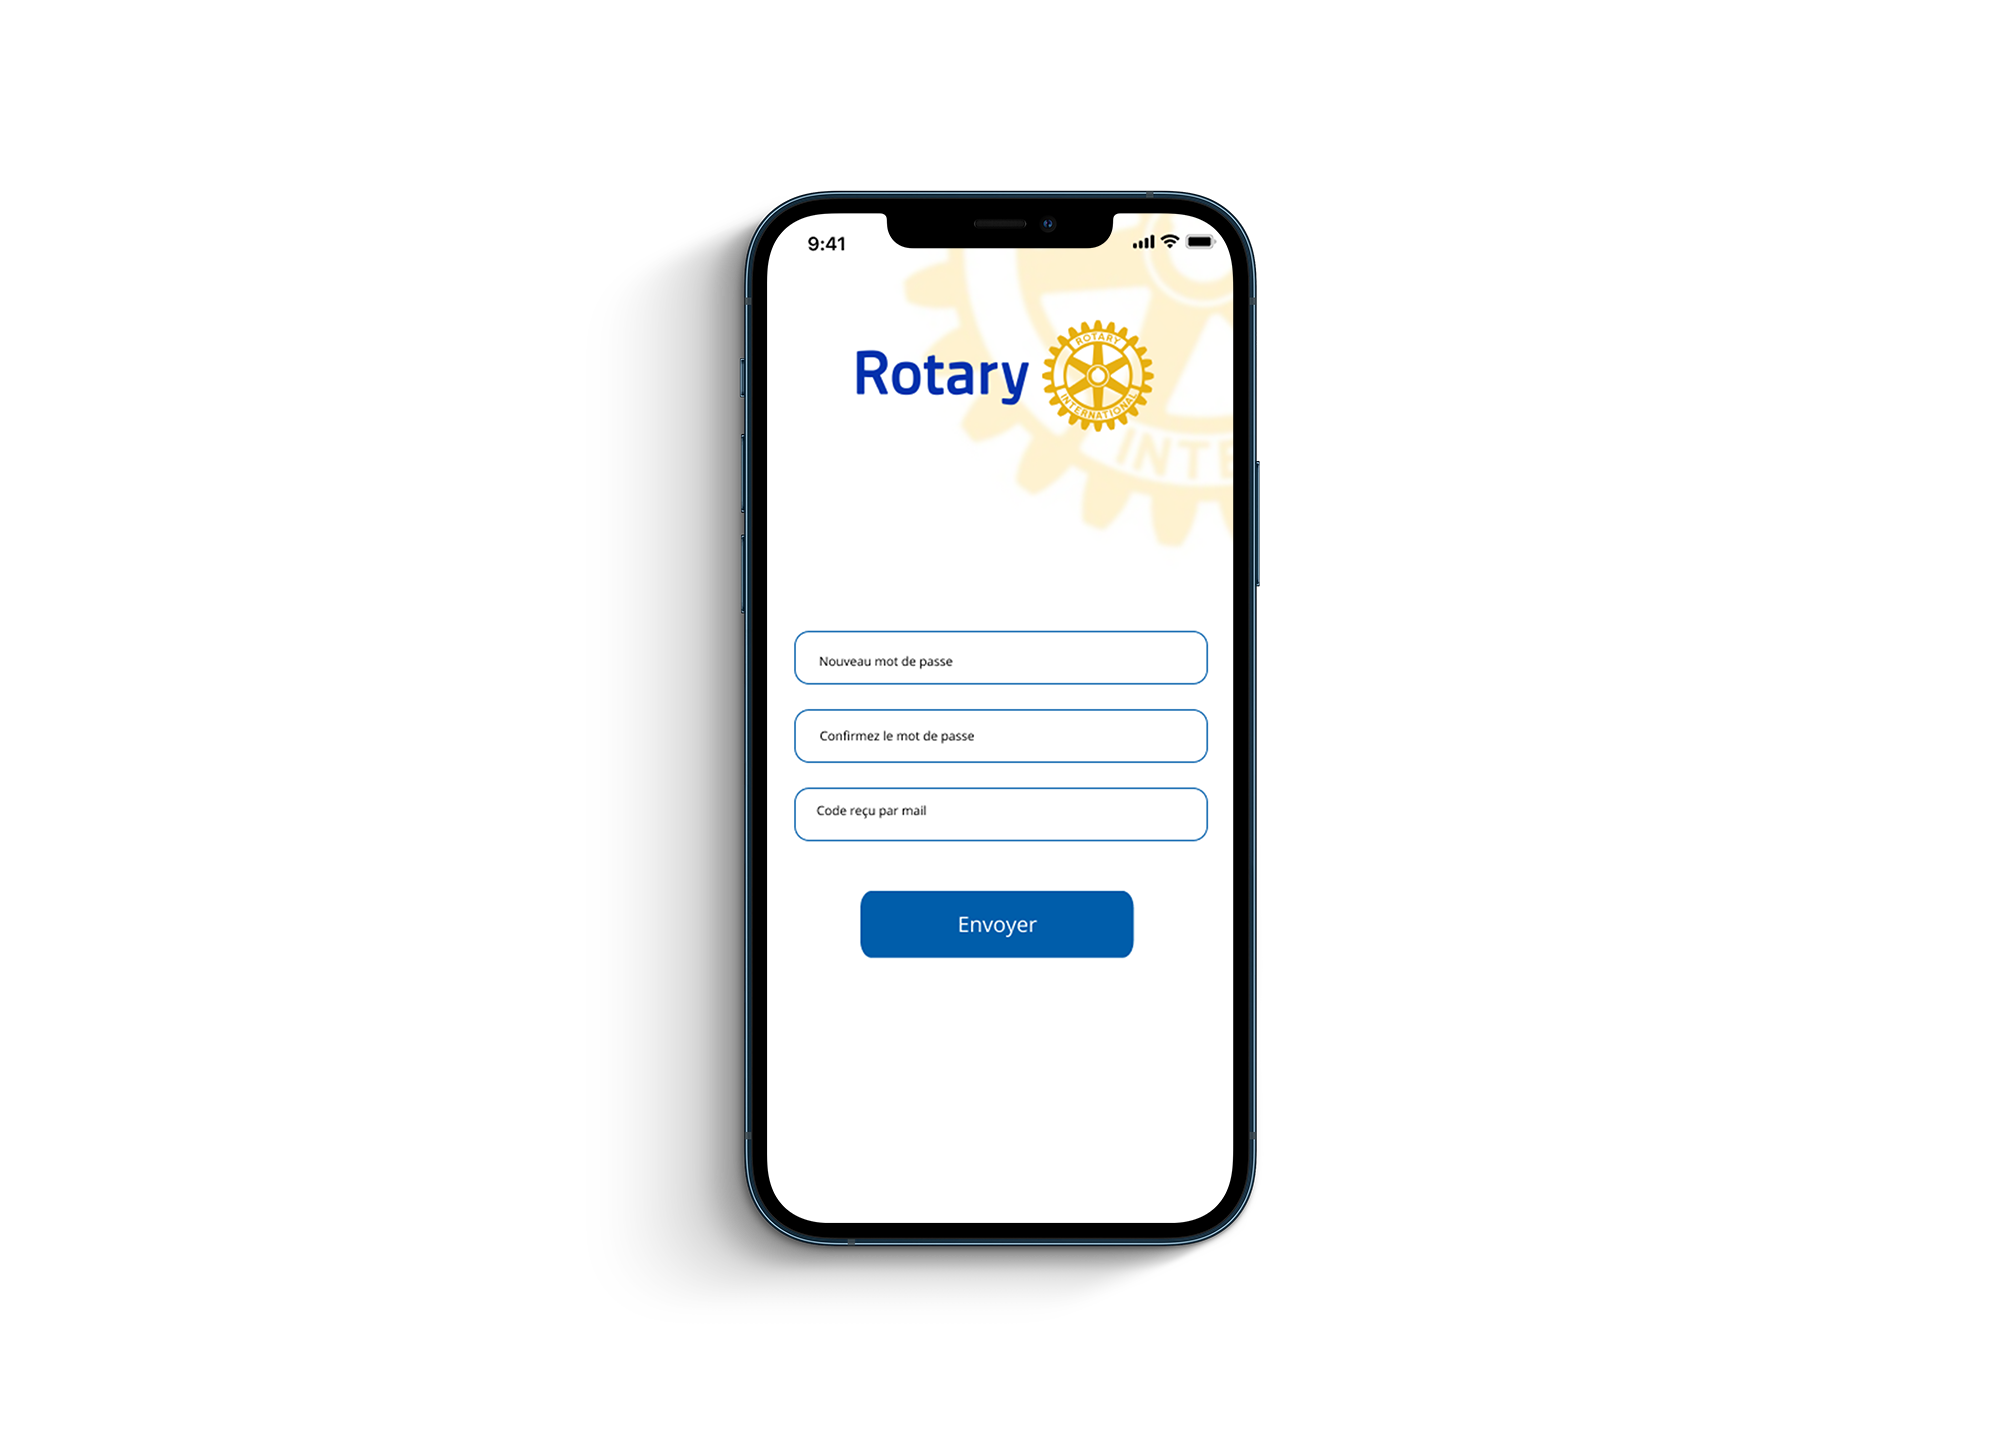 9:41
Rotary
ROTARY
INTERNATIONAL
INTE
Nouveau mot de passe
Confirmez le mot de passe
Code reçu par mail
Envoyer